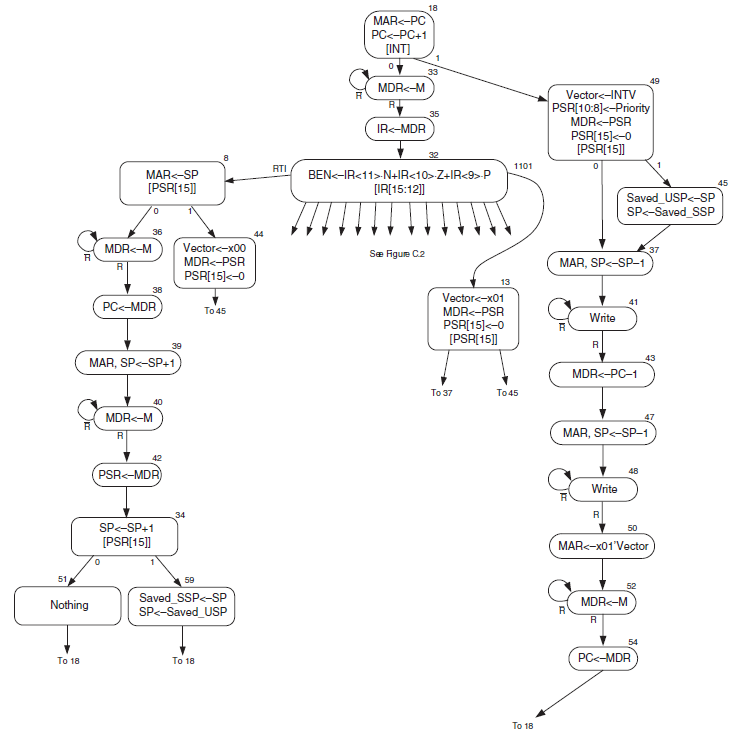 18
MAR<–PC
PC<–PC+1
[INT]
0
1
33
MDR<–M
R
R
35
IR<–MDR
32
BEN<–IR<11>·N+IR<10>·Z+IR<9>·P
[IR[15:12]]
RTI
1101
See Figure C.2
8
MAR<–SP
[PSR[15]]
0
1
36
MDR<–M
R
R
44
Vector<–x00
MDR<–PSR
PSR[15]<–0
To 45
38
PC<–MDR
39
MAR, SP<–SP+1
40
MDR<–M
R
R
42
PSR<–MDR
34
SP<–SP+1
[PSR[15]]
0
1
51
Nothing
To 18
59
Saved_SSP<–SP
SP<–Saved_USP
To 18
13
Vector<–x01
MDR<–PSR
PSR[15]<–0
[PSR[15]]
To 37
To 45
49
Vector<–INTV
PSR[10:8]<–Priority
MDR<–PSR
PSR[15]<–0
[PSR[15]]
0
1
45
Saved_USP<–SP
SP<–Saved_SSP
37
MAR, SP<–SP–1
41
Write
R
R
43
MDR<–PC–1
47
MAR, SP<–SP–1
48
Write
R
R
50
MAR<–x01'Vector
52
MDR<–M
R
R
54
PC<–MDR
To 18